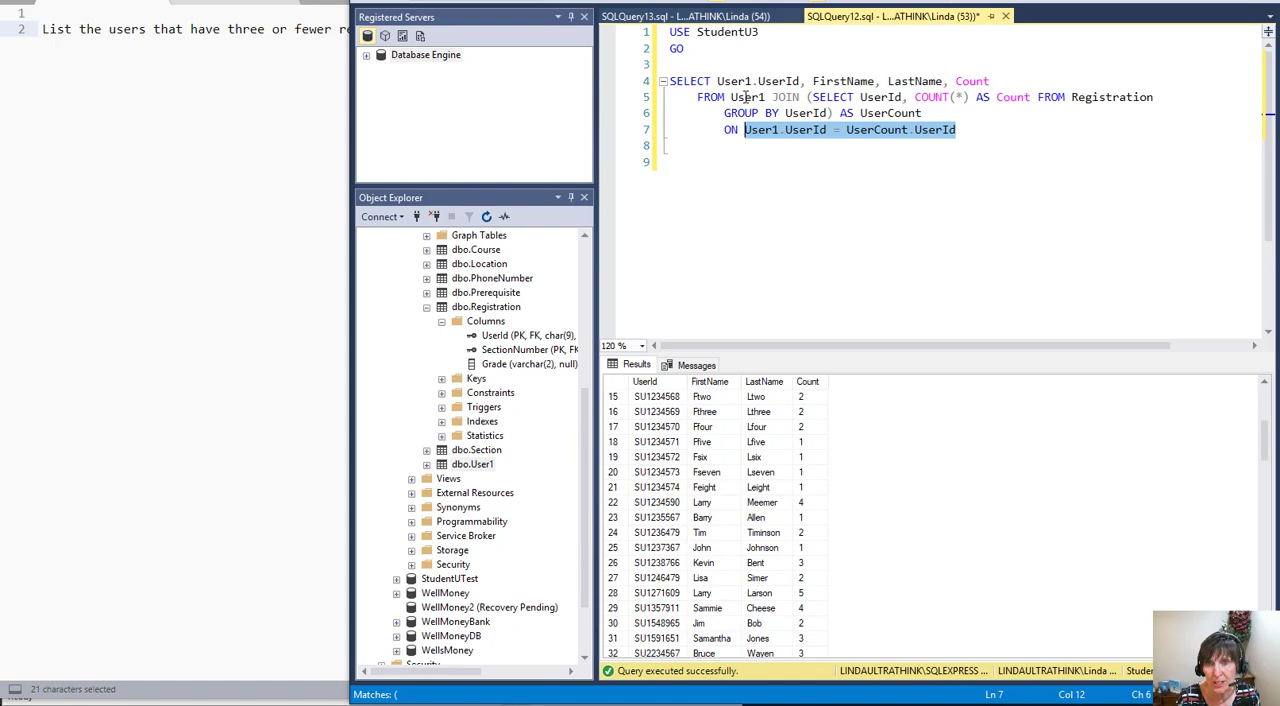 1
2 List the users that have three or fewer re
Registered Servers
Database Engine
Object Explorer
Connect
Graph Tables
dbo.Course
dbo.Location
dbo.PhoneNumber
dbo.Prerequisite
dbo.Registration
Columns
UserId (PK, FK, char(9),
SectionNumber (PK, FK
Grade (varchar(2), null)
Keys
Constraints
Triggers
Indexes
Statistics
dbo.Section
dbo.User1
Views
External Resources
Synonyms
Programmability
Service Broker
Storage
Security
StudentUTest
WellMoney
WellMoney2 (Recovery Pending)
WellMoneyBank
WellMoneyDB
WellsMoney
Security
21 characters selected
SQLQuery13.sql - L...ATHINK\Linda (54)) SQLQuery12.sql - L...ATHINK\Linda (53))*
1 USE StudentU3
2 GO
3
4 SELECT User1.UserId, FirstName, LastName, Count
5 FROM User1 JOIN (SELECT UserId, COUNT(*) AS Count FROM Registration
6 GROUP BY UserId) AS UserCount
7 ON User1.UserId = UserCount.UserId
8
9
120 %
Results Messages
UserId FirstName LastName Count
15 SU1234568 Ftwo Ltwo 2
16 SU1234569 Fthree Lthree 2
17 SU1234570 Ffour Lfour 2
18 SU1234571 Ffive Lfive 1
19 SU1234572 Fsix Lsix 1
20 SU1234573 Fseven Lseven 1
21 SU1234574 Feight Leight 1
22 SU1234590 Larry Meemer 4
23 SU1235567 Barry Allen 1
24 SU1236479 Tim Timinson 2
25 SU1237367 John Johnson 1
26 SU1238766 Kevin Bent 3
27 SU1246479 Lisa Simer 2
28 SU1271609 Larry Larson 5
29 SU1357911 Sammie Cheese 4
30 SU1548965 Jim Bob 2
31 SU1591651 Samantha Jones 3
32 SU2234567 Bruce Wayen 3
Query executed successfully. LINDAULTRATHINK\SQLEXPRESS ... LINDAULTRATHINK\Linda ... Stude
Matches: ( Ln 7 Col 12 Ch 6